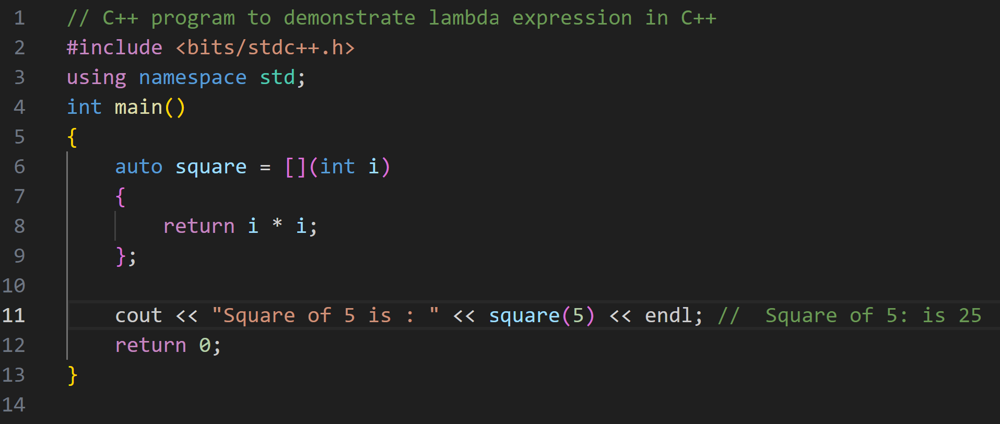 1 // C++ program to demonstrate lambda expression in C++
2 #include <bits/stdc++.h>
3 using namespace std;
4 int main()
5 {
6     auto square = [](int i)
7     {
8         return i * i;
9     };
10
11     cout << "Square of 5 is : " << square(5) << endl; //  Square of 5: is 25
12     return 0;
13 }
14